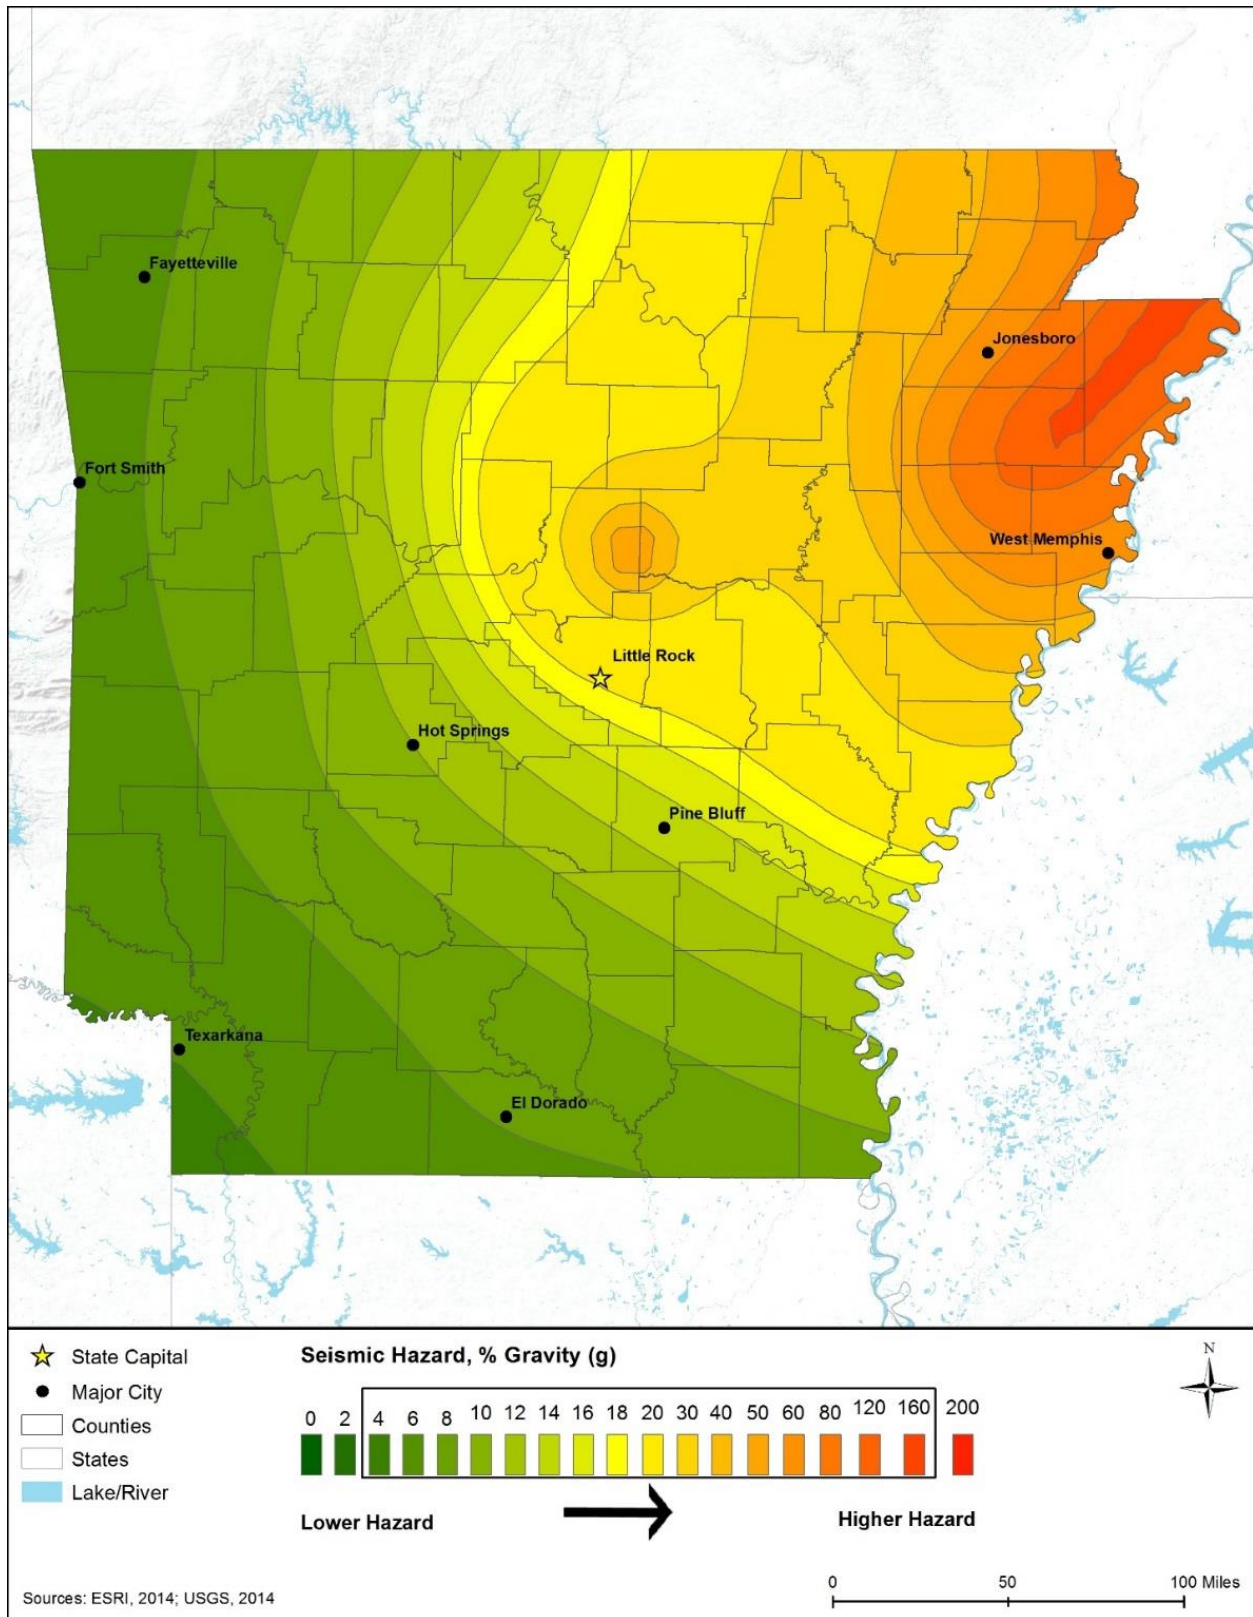 Fayetteville
Jonesboro
Fort Smith
West Memphis
Little Rock
Hot Springs
Pine Bluff
Texarkana
El Dorado
State Capital
Major City
Counties
States
Lake/River
Seismic Hazard, % Gravity (g)
0 2 4 6 8 10 12 14 16 18 20 30 40 50 60 80 120 160 200
Lower Hazard
Higher Hazard
N
Sources: ESRI, 2014; USGS, 2014
0 50 100 Miles